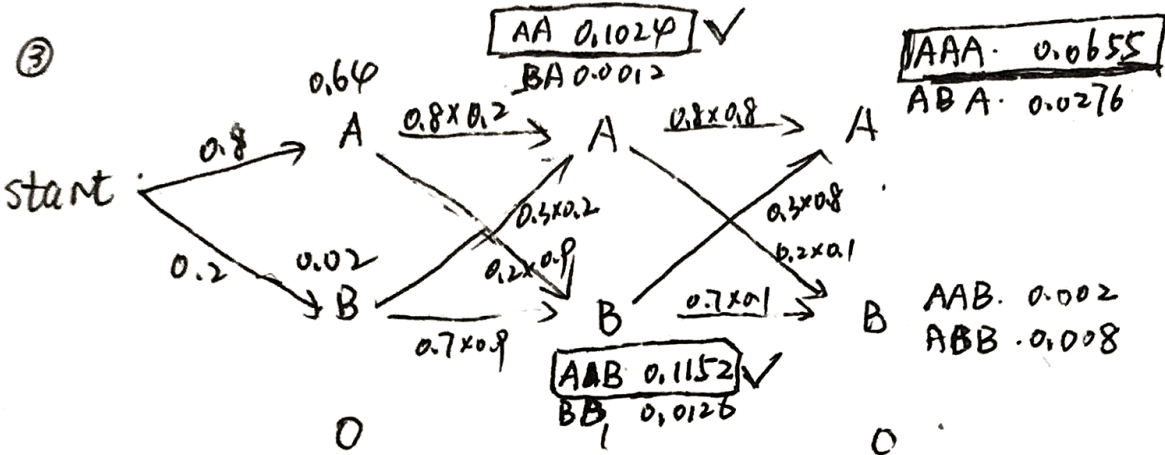 ③
AA 0.1024 ✓
BA 0.0012
AAA. 0.0655
ABA. 0.0276
0.64
A 0.8×0.2 A 0.8×0.8 A
0.8
start
0.3×0.2
0.3×0.8
0.2 0.02
0.2×0.9
0.2×0.1
B B 0.7×0.1 B
0.7×0.9
AAB. 0.002
ABB. 0.008
AB 0.1152 ✓
BB 0.0126
0 1 0